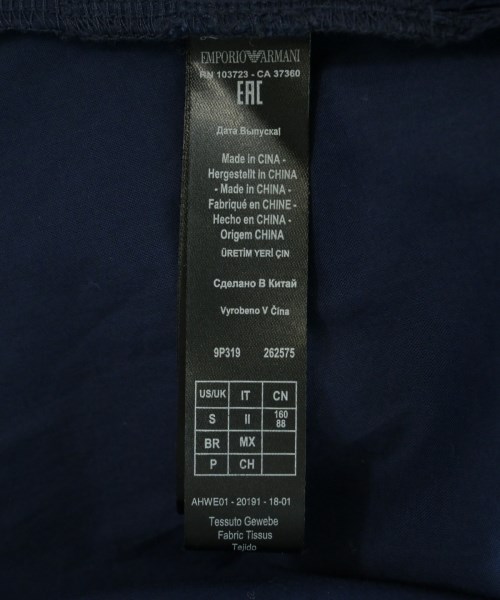 EMPORIO ARMANI
RN 103723 - CA 37360
EAC
Дата Выпуска!
Made in CINA -
Hergestellt in CHINA
- Made in CHINA -
Fabriqué en CHINE -
Hecho en CHINA -
Origem CHINA
ÜRETİM YERİ ÇIN
Сделано В Китай
Vyrobeno V Čína
9P319 262575
US/UK IT CN
S II 160 88
BR MX
P CH
AHWE01 - 20191 - 18-01
Tessuto Gewebe
Fabric Tissus
Tejido